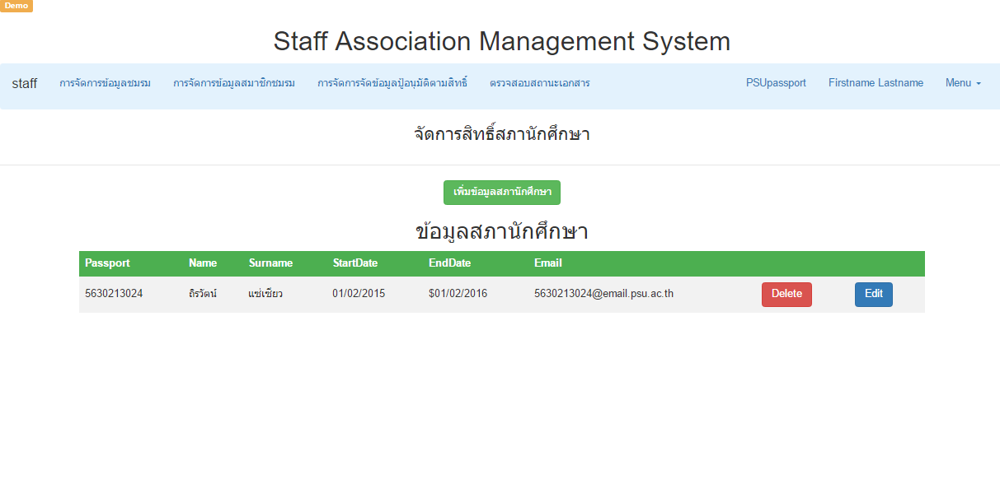 Demo
Staff Association Management System
staff การจัดการข้อมูลชมรม การจัดการข้อมูลสมาชิกชมรม การจัดการจัดข้อมูลปู้อนุมัติตามสิทธิ์ ตรวจสอบสถานะเอกสาร PSUpassport Firstname Lastname Menu
จัดการสิทธิ์สภานักศึกษา
เพิ่มข้อมูลสภานักศึกษา
ข้อมูลสภานักศึกษา
Passport Name Surname StartDate EndDate Email
5630213024 ถิรวัตน์ แซ่เซียว 01/02/2015 $01/02/2016 5630213024@email.psu.ac.th Delete Edit